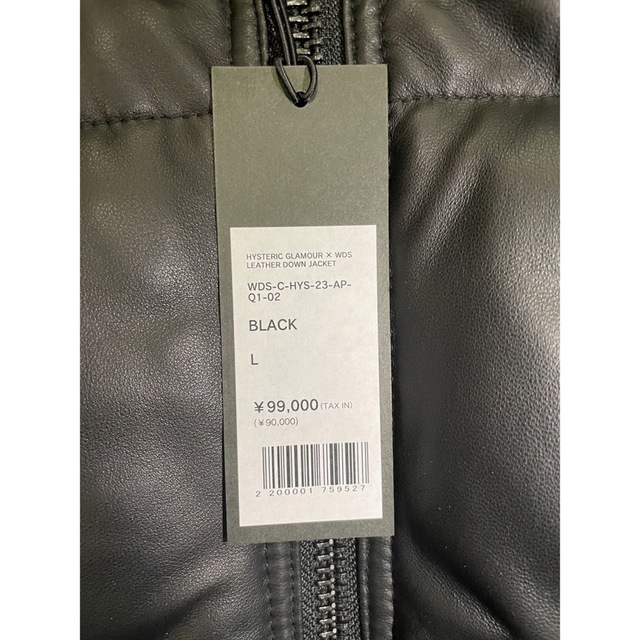 HYSTERIC GLAMOUR × WDS
LEATHER DOWN JACKET
WDS-C-HYS-23-AP-
Q1-02
BLACK
L
￥99,000(TAX IN)
(￥90,000)
2 200001 759527